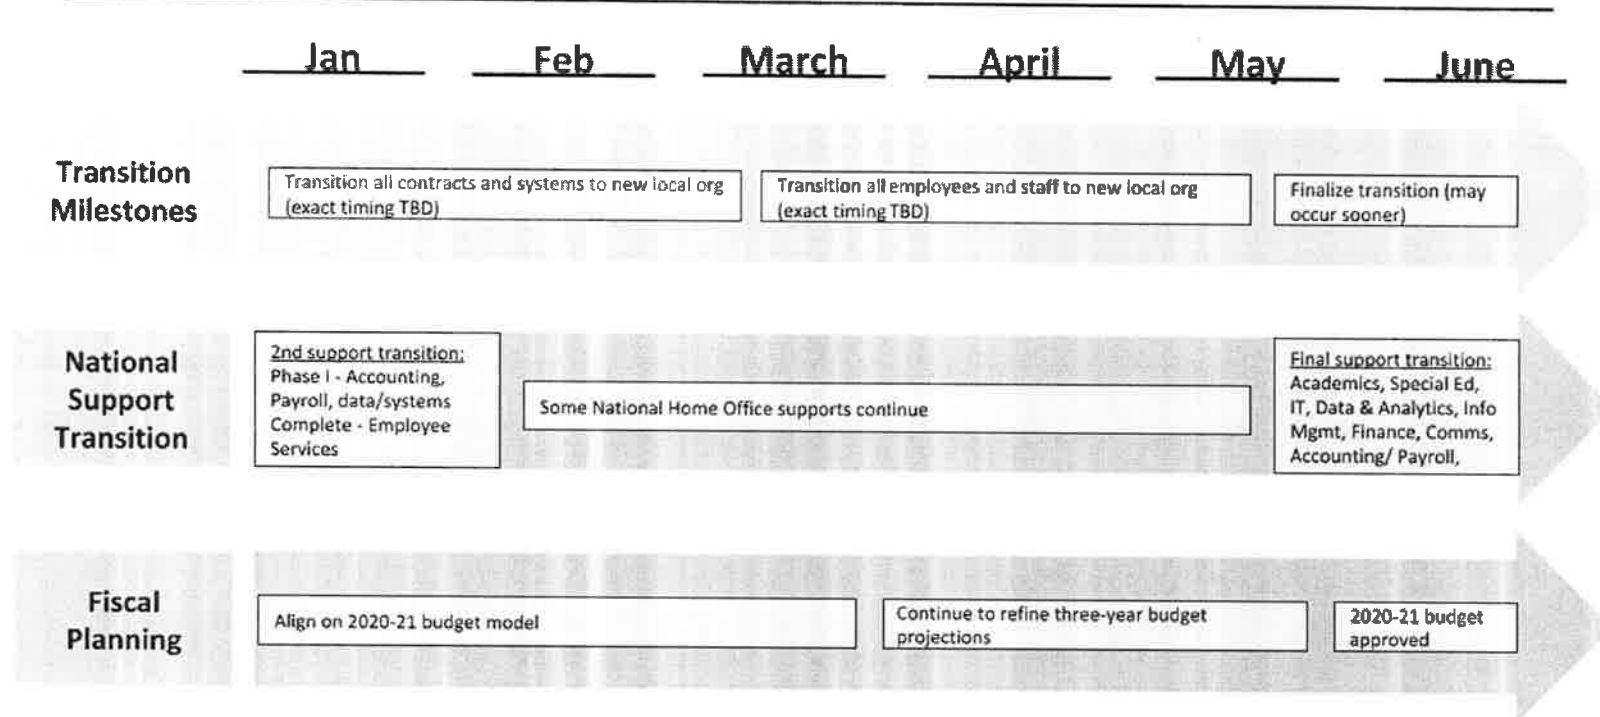 Jan Feb March April May June
Transition
Milestones
Transition all contracts and systems to new local org
(exact timing TBD)
Transition all employees and staff to new local org
(exact timing TBD)
Finalize transition (may
occur sooner)
National
Support
Transition
2nd support transition:
Phase I - Accounting,
Payroll, data/systems
Complete - Employee
Services
Some National Home Office supports continue
Final support transition:
Academics, Special Ed,
IT, Data & Analytics, Info
Mgmt, Finance, Comms,
Accounting/ Payroll,
Fiscal
Planning
Align on 2020-21 budget model
Continue to refine three-year budget
projections
2020-21 budget
approved